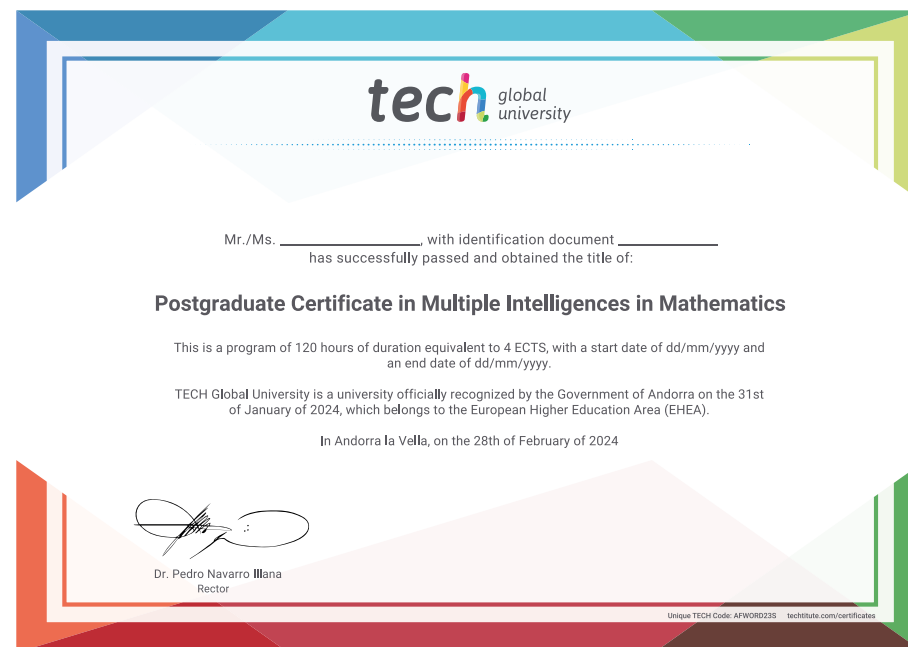 tech global
university
Mr./Ms. ____________, with identification document ____________
has successfully passed and obtained the title of:
Postgraduate Certificate in Multiple Intelligences in Mathematics
This is a program of 120 hours of duration equivalent to 4 ECTS, with a start date of dd/mm/yyyy and
an end date of dd/mm/yyyy.
TECH Global University is a university officially recognized by the Government of Andorra on the 31st
of January of 2024, which belongs to the European Higher Education Area (EHEA).
In Andorra la Vella, on the 28th of February of 2024
Dr. Pedro Navarro Illana
Rector
Unique TECH Code: AFWORD23S techtitute.com/certificates